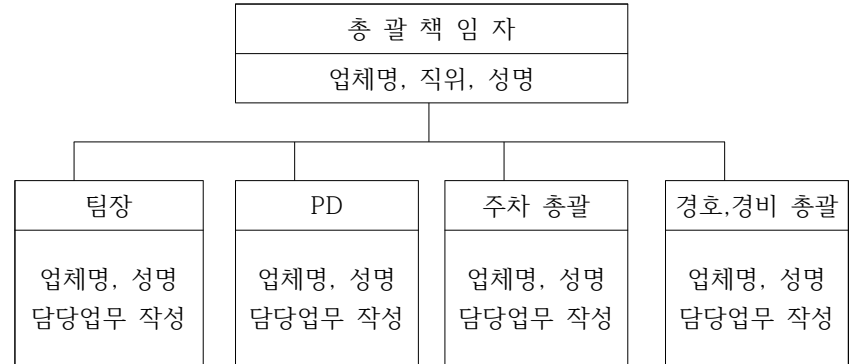 총 괄 책 임 자
업체명, 직위, 성명
팀장
업체명, 성명
담당업무 작성
PD
업체명, 성명
담당업무 작성
주차 총괄
업체명, 성명
담당업무 작성
경호,경비 총괄
업체명, 성명
담당업무 작성